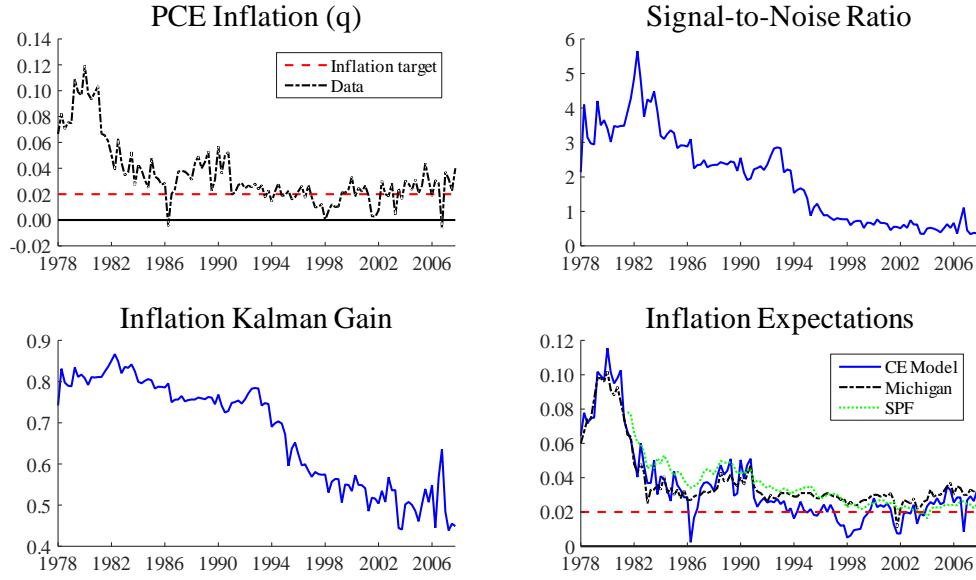 PCE Inflation (q)
0.14
0.12
0.10
0.08
0.06
0.04
0.02
0.00
-0.02
1978 1982 1986 1990 1994 1998 2002 2006
Inflation target
Data
Signal-to-Noise Ratio
6
5
4
3
2
1
0
1978 1982 1986 1990 1994 1998 2002 2006
Inflation Kalman Gain
0.9
0.8
0.7
0.6
0.5
0.4
1978 1982 1986 1990 1994 1998 2002 2006
Inflation Expectations
0.12
0.10
0.08
0.06
0.04
0.02
0
1978 1982 1986 1990 1994 1998 2002 2006
CE Model
Michigan
SPF